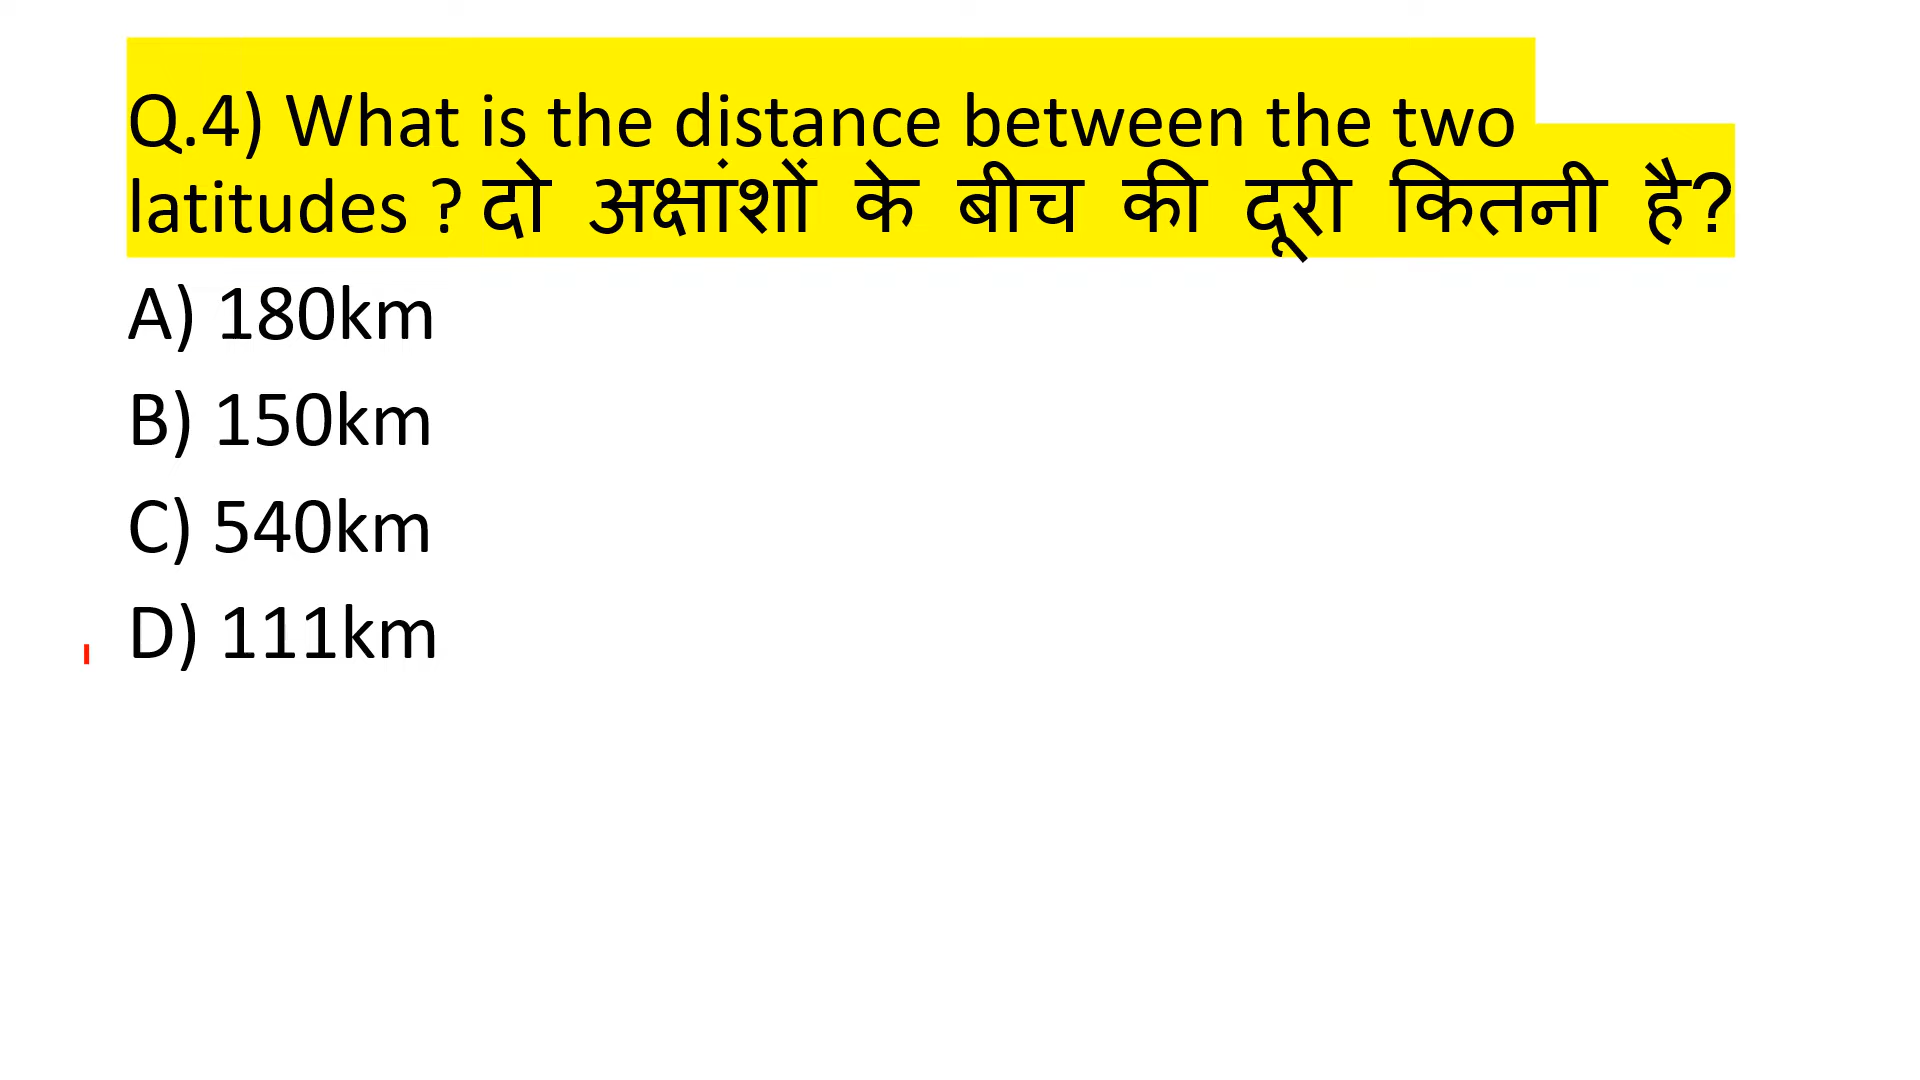 Q.4) What is the distance between the two
latitudes ? दो अक्षांशों के बीच की दूरी कितनी है?
A) 180km
B) 150km
C) 540km
D) 111km